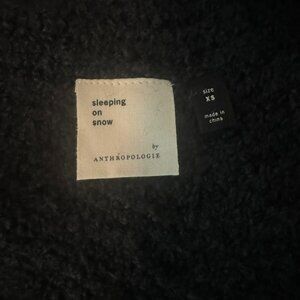 sleeping
on
snow
by
ANTHROPOLOGIE
size
XS
made in
china